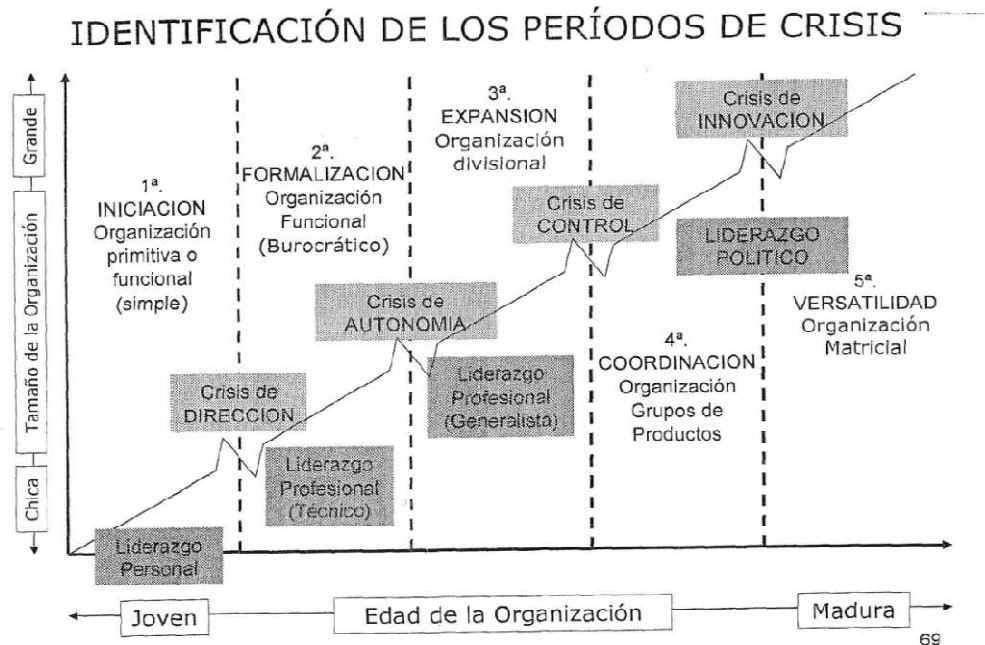 IDENTIFICACIÓN DE LOS PERÍODOS DE CRISIS
Grande
Tamaño de la Organización
Chica
1ª.
INICIACION
Organización
primitiva o
funcional
(simple)
2ª.
FORMALIZACION
Organización
Funcional
(Burocrático)
3ª.
EXPANSION
Organización
divisional
Crisis de
INNOVACION
Crisis de
CONTROL
LIDERAZGO
POLITICO
5ª.
VERSATILIDAD
Organización
Matricial
Crisis de
AUTONOMIA
4ª.
COORDINACION
Organización
Grupos de
Productos
Liderazgo
Profesional
(Generalista)
Crisis de
DIRECCION
Liderazgo
Profesional
(Técnico)
Liderazgo
Personal
Joven
Edad de la Organización
Madura
69